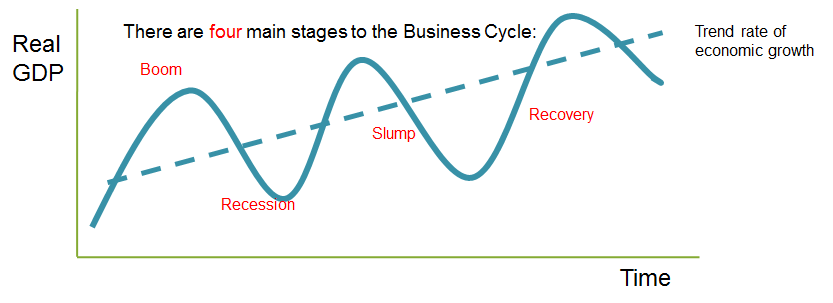 There are four main stages to the Business Cycle:
Real
GDP
Trend rate of
economic growth
Boom
Slump
Recovery
Recession
Time